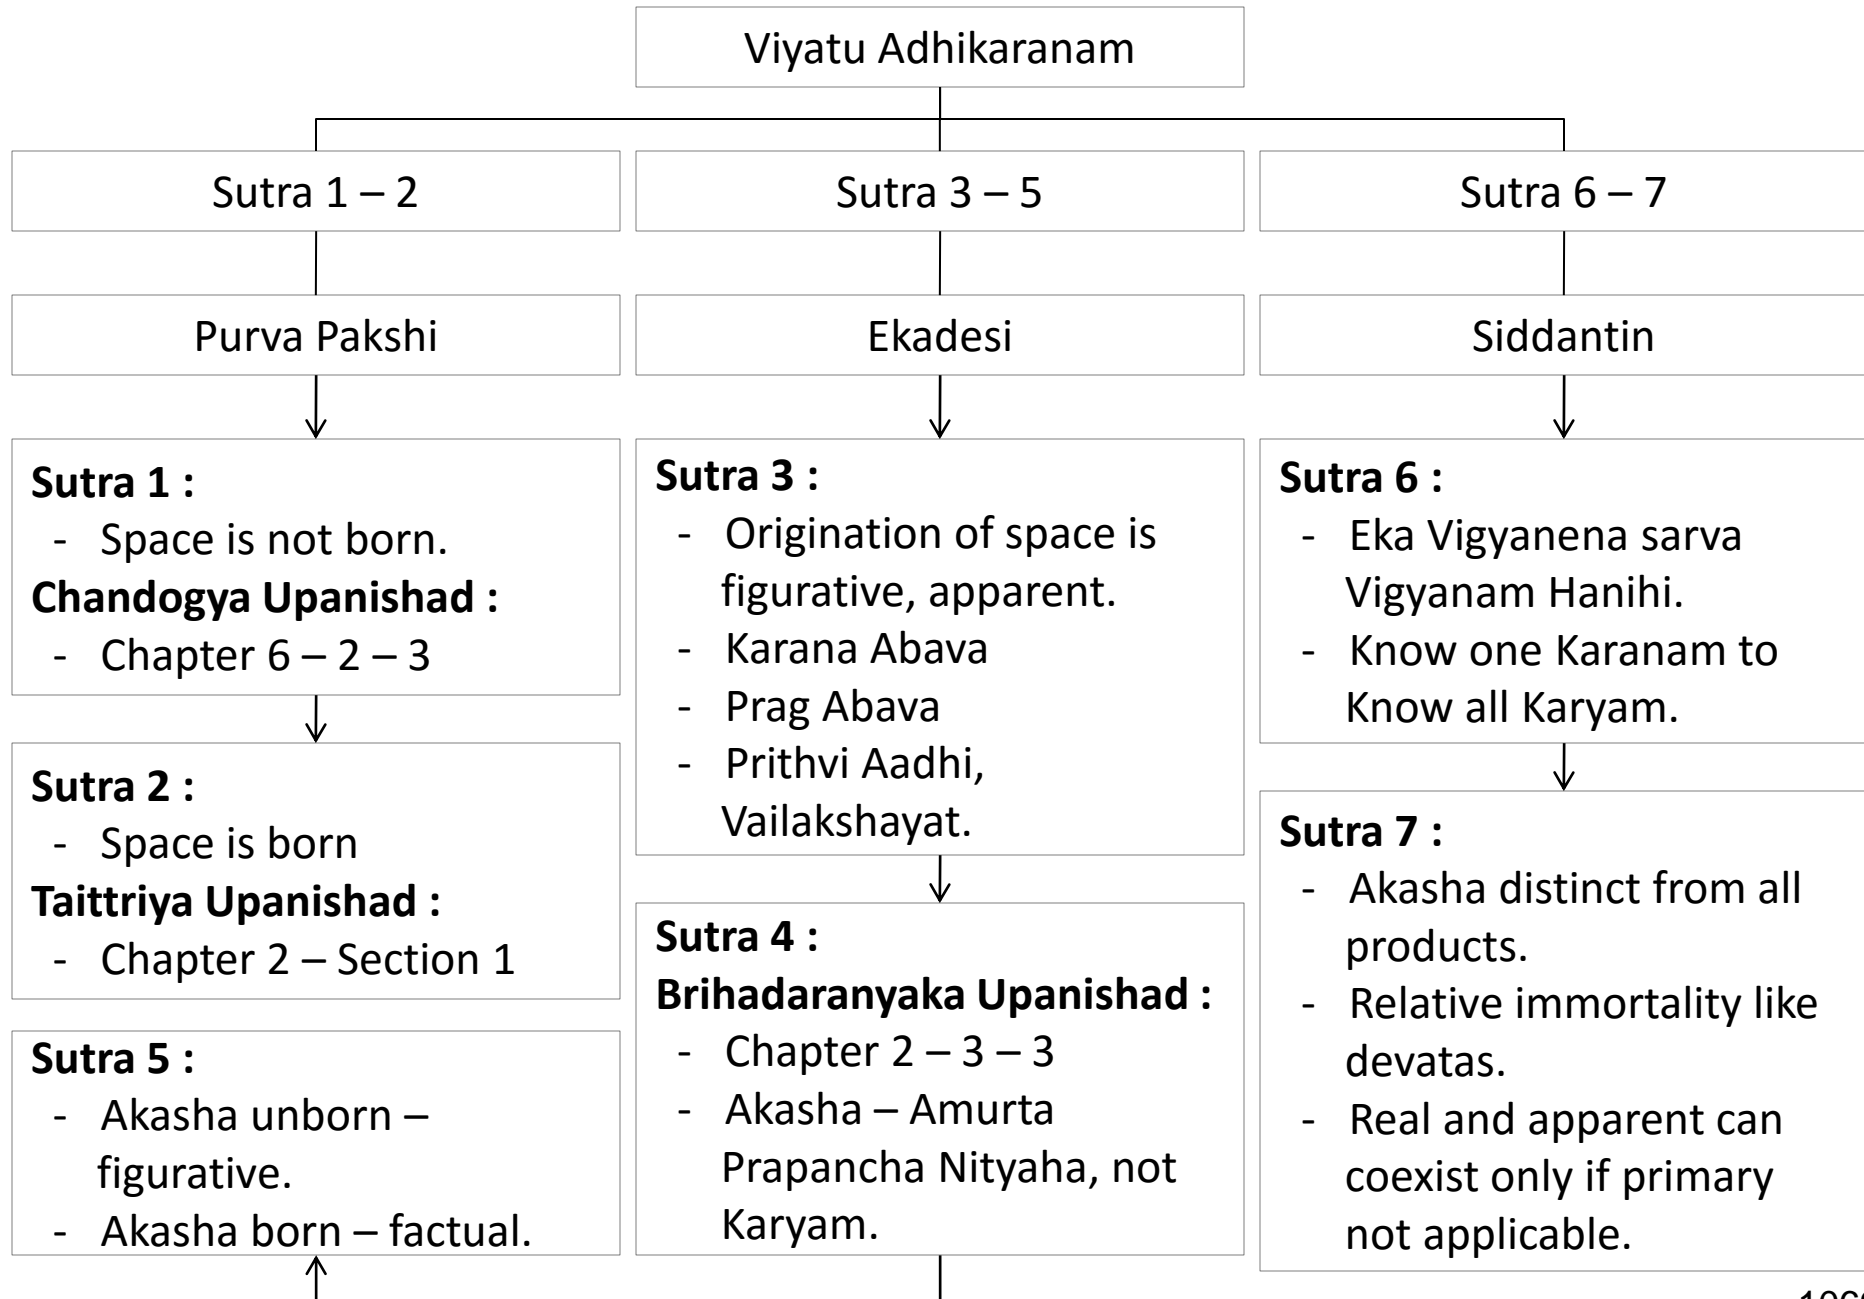 Viyatu Adhikaranam
Sutra 1 – 2
Sutra 3 – 5
Sutra 6 – 7
Purva Pakshi
Ekadesi
Siddantin
Sutra 1 :
- Space is not born.
Chandogya Upanishad :
- Chapter 6 – 2 – 3
Sutra 2 :
- Space is born
Taittriya Upanishad :
- Chapter 2 – Section 1
Sutra 3 :
- Origination of space is
figurative, apparent.
- Karana Abava
- Prag Abava
- Prithvi Aadhi,
Vailakshayat.
Sutra 4 :
Brihadaranyaka Upanishad :
- Chapter 2 – 3 – 3
- Akasha – Amurta
Prapancha Nityaha, not
Karyam.
Sutra 5 :
- Akasha unborn –
figurative.
- Akasha born – factual.
Sutra 6 :
- Eka Vigyanena sarva
Vigyanam Hanihi.
- Know one Karanam to
Know all Karyam.
Sutra 7 :
- Akasha distinct from all
products.
- Relative immortality like
devatas.
- Real and apparent can
coexist only if primary
not applicable.